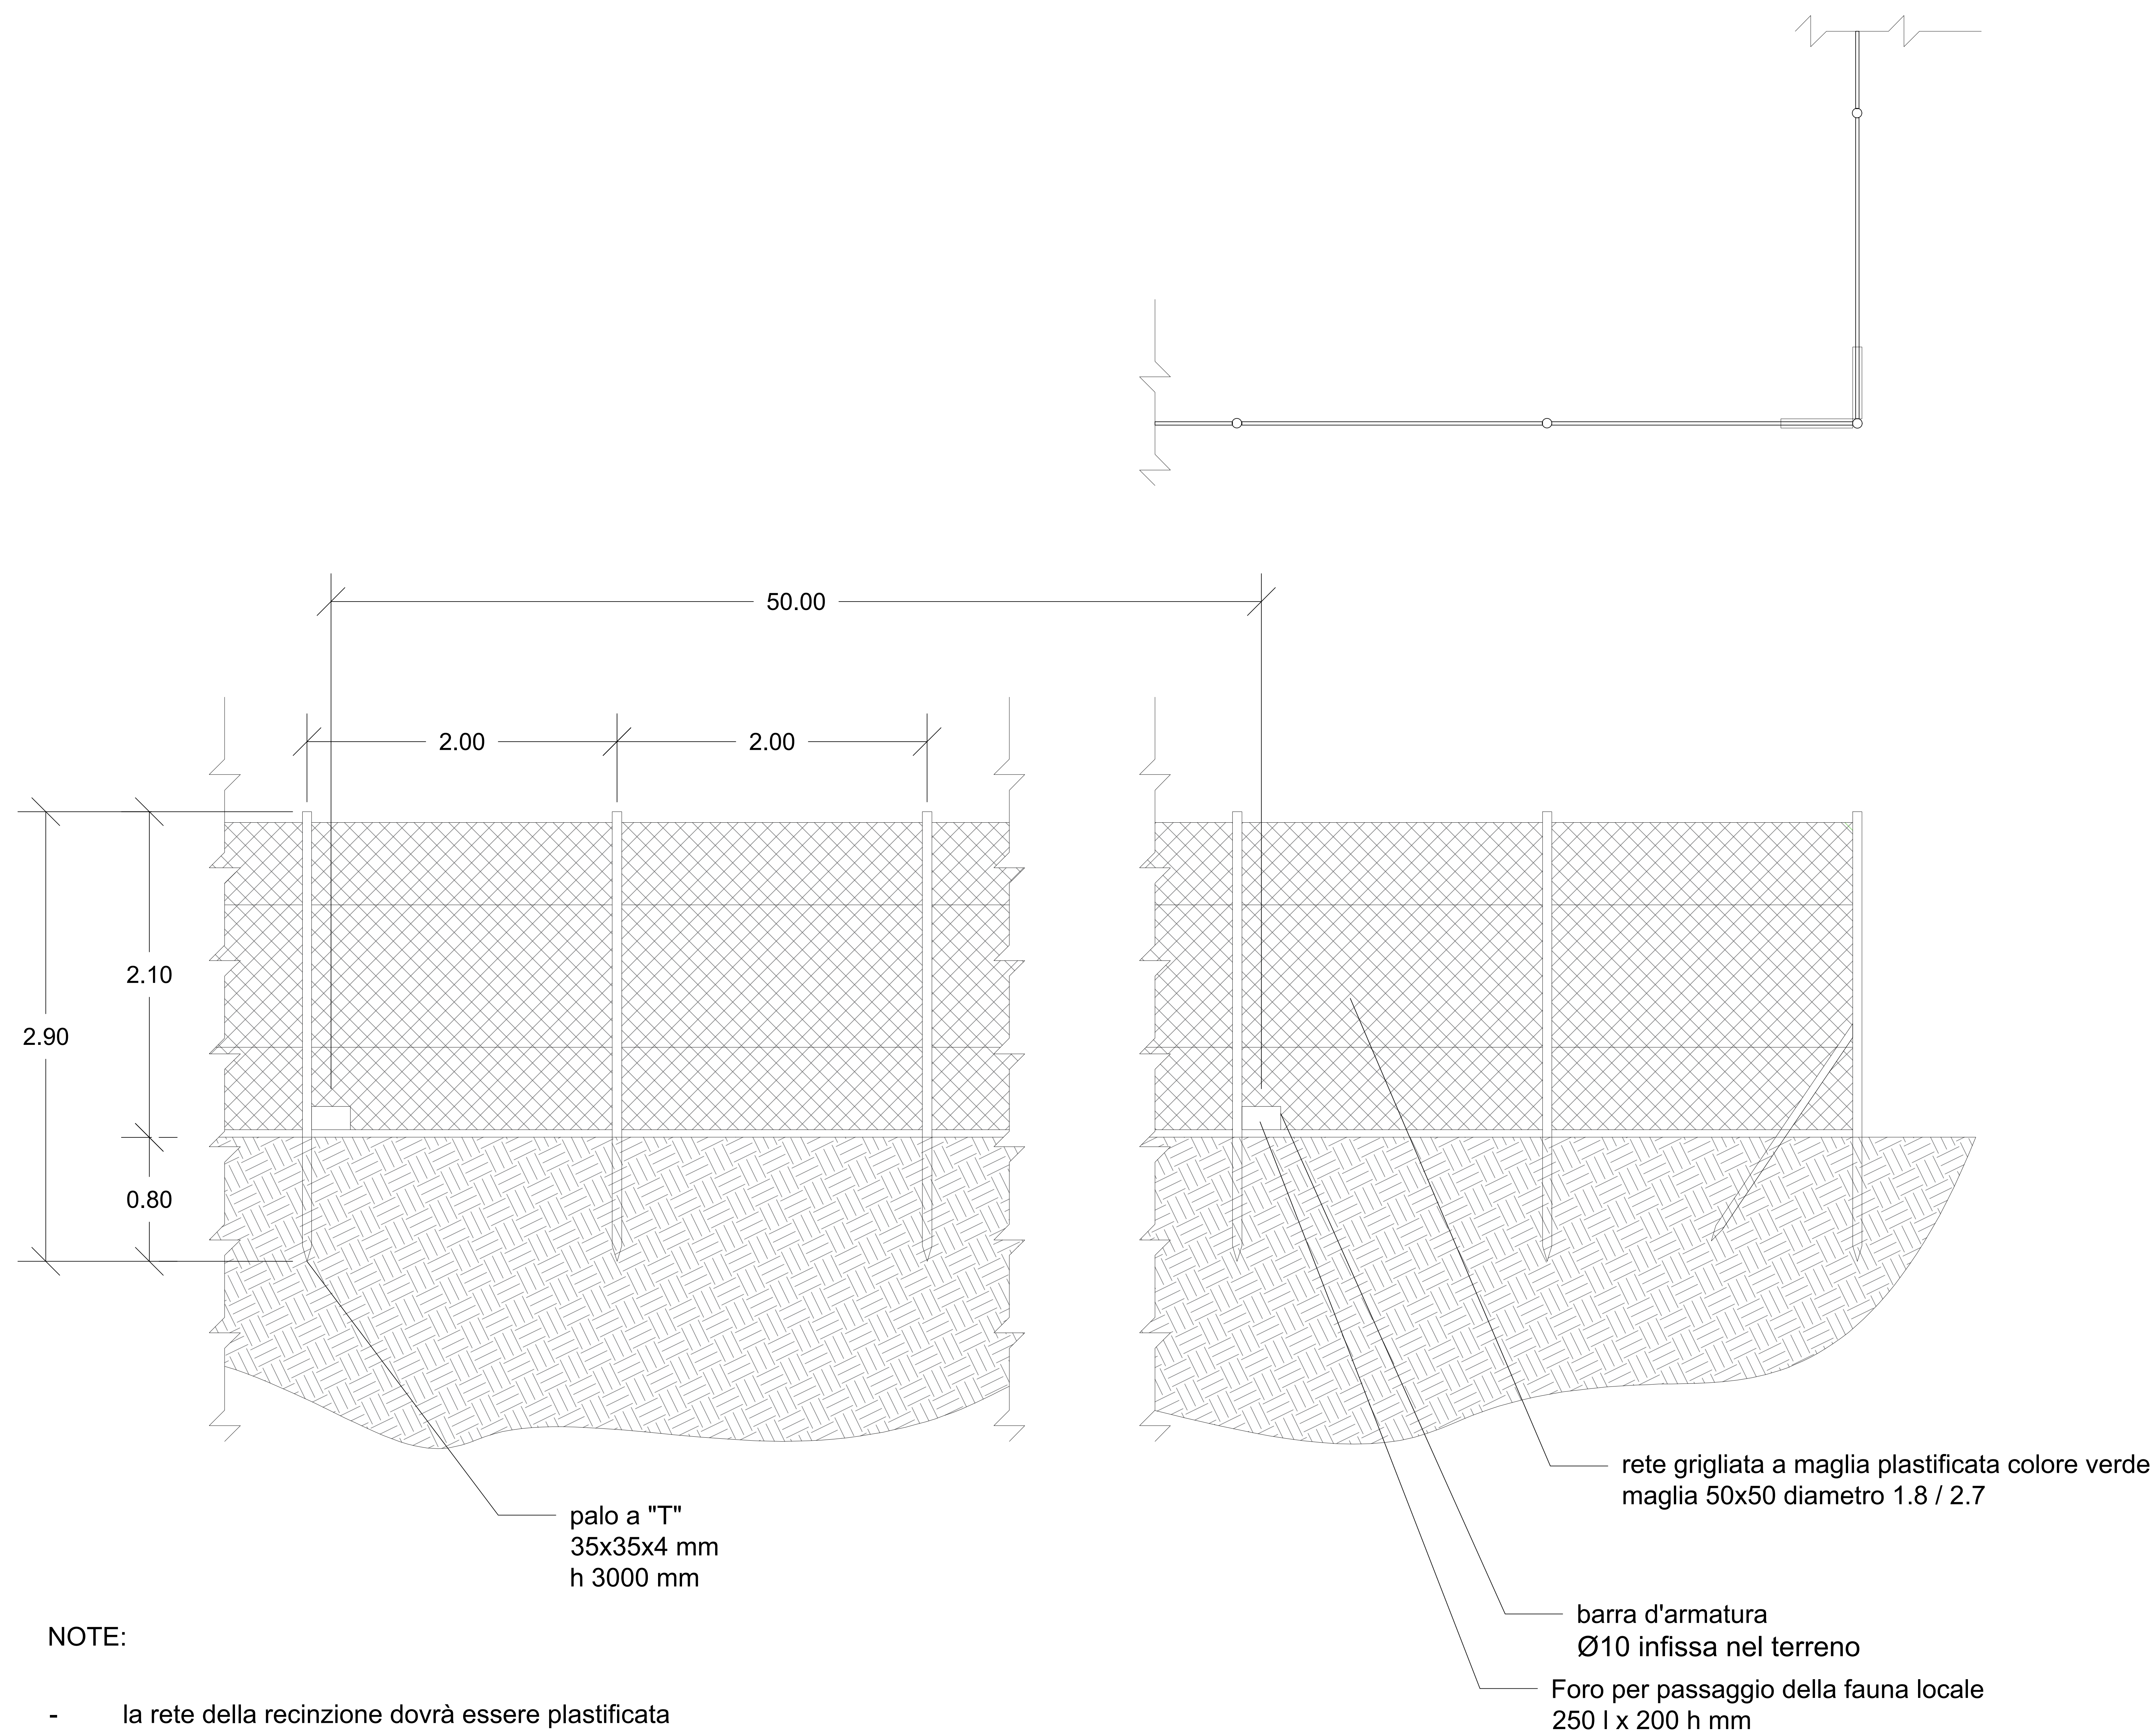 50.00
2.00
2.00
2.10
2.90
0.80
rete grigliata a maglia plastificata colore verde
maglia 50x50 diametro 1.8 / 2.7
palo a "T"
35x35x4 mm
h 3000 mm
barra d'armatura
Ø10 infissa nel terreno
NOTE:
Foro per passaggio della fauna locale
250 l x 200 h mm
- la rete della recinzione dovrà essere plastificata